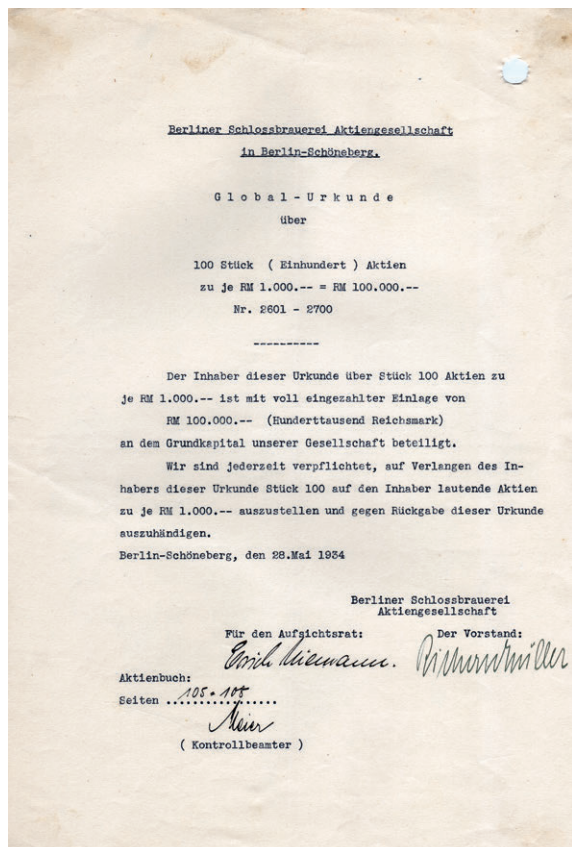 Berliner Schlossbrauerei Aktiengesellschaft
in Berlin-Schöneberg.
Global-Urkunde
über
100 Stück ( Einhundert ) Aktien
zu je RM 1.000.-- = RM 100.000.--
Nr. 2601 - 2700
----------
Der Inhaber dieser Urkunde über Stück 100 Aktien zu
je RM 1.000.-- ist mit voll eingezahlter Einlage von
RM 100.000.-- (Hunderttausend Reichsmark)
an dem Grundkapital unserer Gesellschaft beteiligt.
Wir sind jederzeit verpflichtet, auf Verlangen des In-
habers dieser Urkunde Stück 100 auf den Inhaber lautende Aktien
zu je RM 1.000.-- auszustellen und gegen Rückgabe dieser Urkunde
auszuhändigen.
Berlin-Schöneberg, den 28.Mai 1934
Berliner Schlossbrauerei
Aktiengesellschaft
Für den Aufsichtsrat: Der Vorstand:
Erich Niemann. Richard Müller
Aktienbuch:
Seiten 105-108
Meier
( Kontrollbeamter )